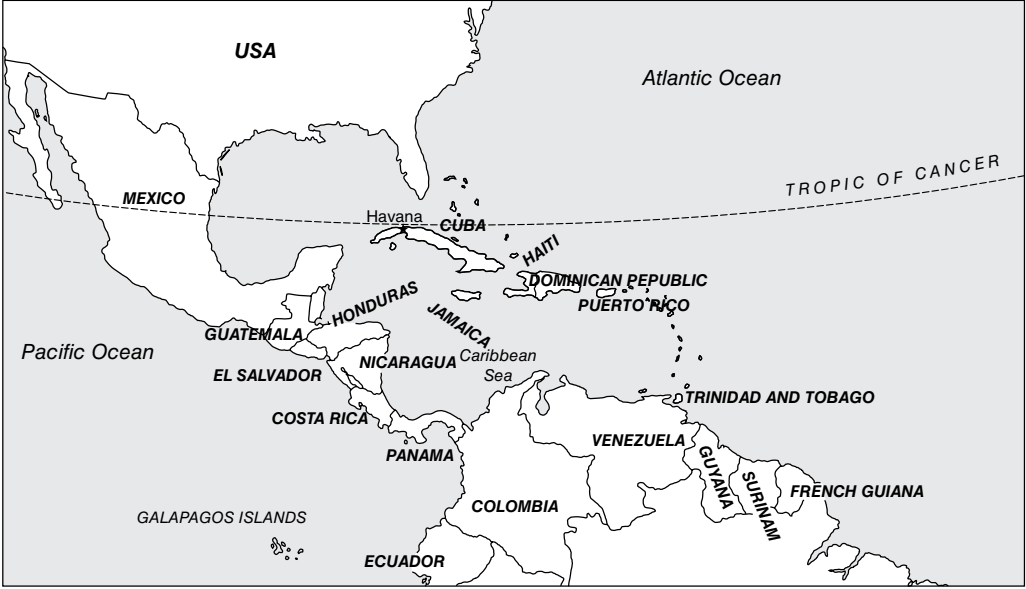 USA
Atlantic Ocean
TROPIC OF CANCER
MEXICO
Havana
CUBA
HAITI
DOMINICAN PEPUBLIC
PUERTO RICO
HONDURAS
JAMAICA
GUATEMALA
Pacific Ocean
NICARAGUA
Caribbean
Sea
EL SALVADOR
TRINIDAD AND TOBAGO
COSTA RICA
VENEZUELA
PANAMA
GUYANA
SURINAM
FRENCH GUIANA
COLOMBIA
GALAPAGOS ISLANDS
ECUADOR